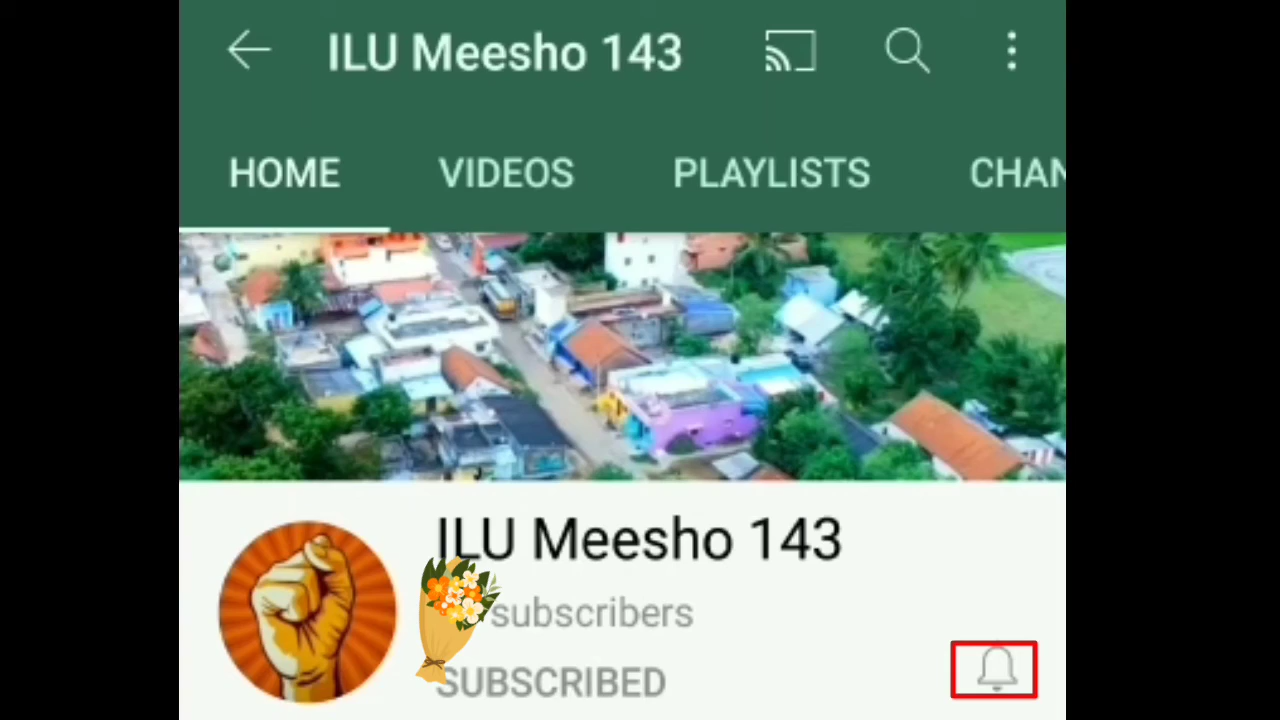 ILU Meesho 143
HOME VIDEOS PLAYLISTS CHAN
ILU Meesho 143
subscribers
SUBSCRIBED